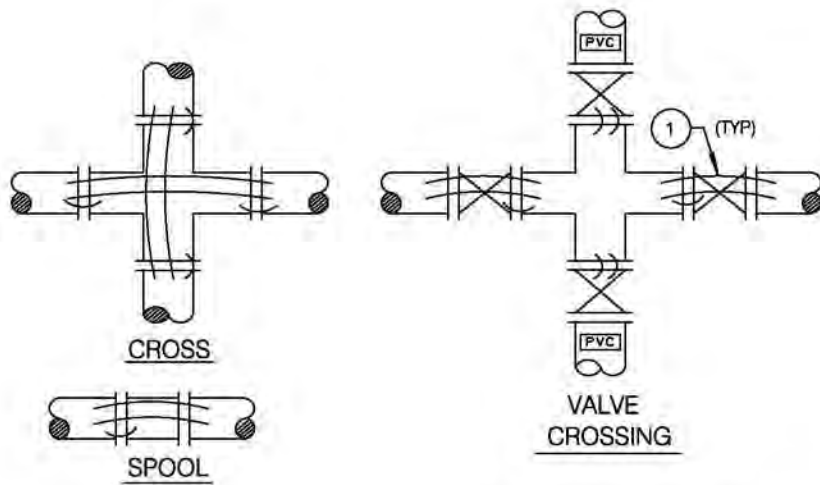 PVC
1 (TYP)
PVC
CROSS
VALVE
CROSSING
SPOOL